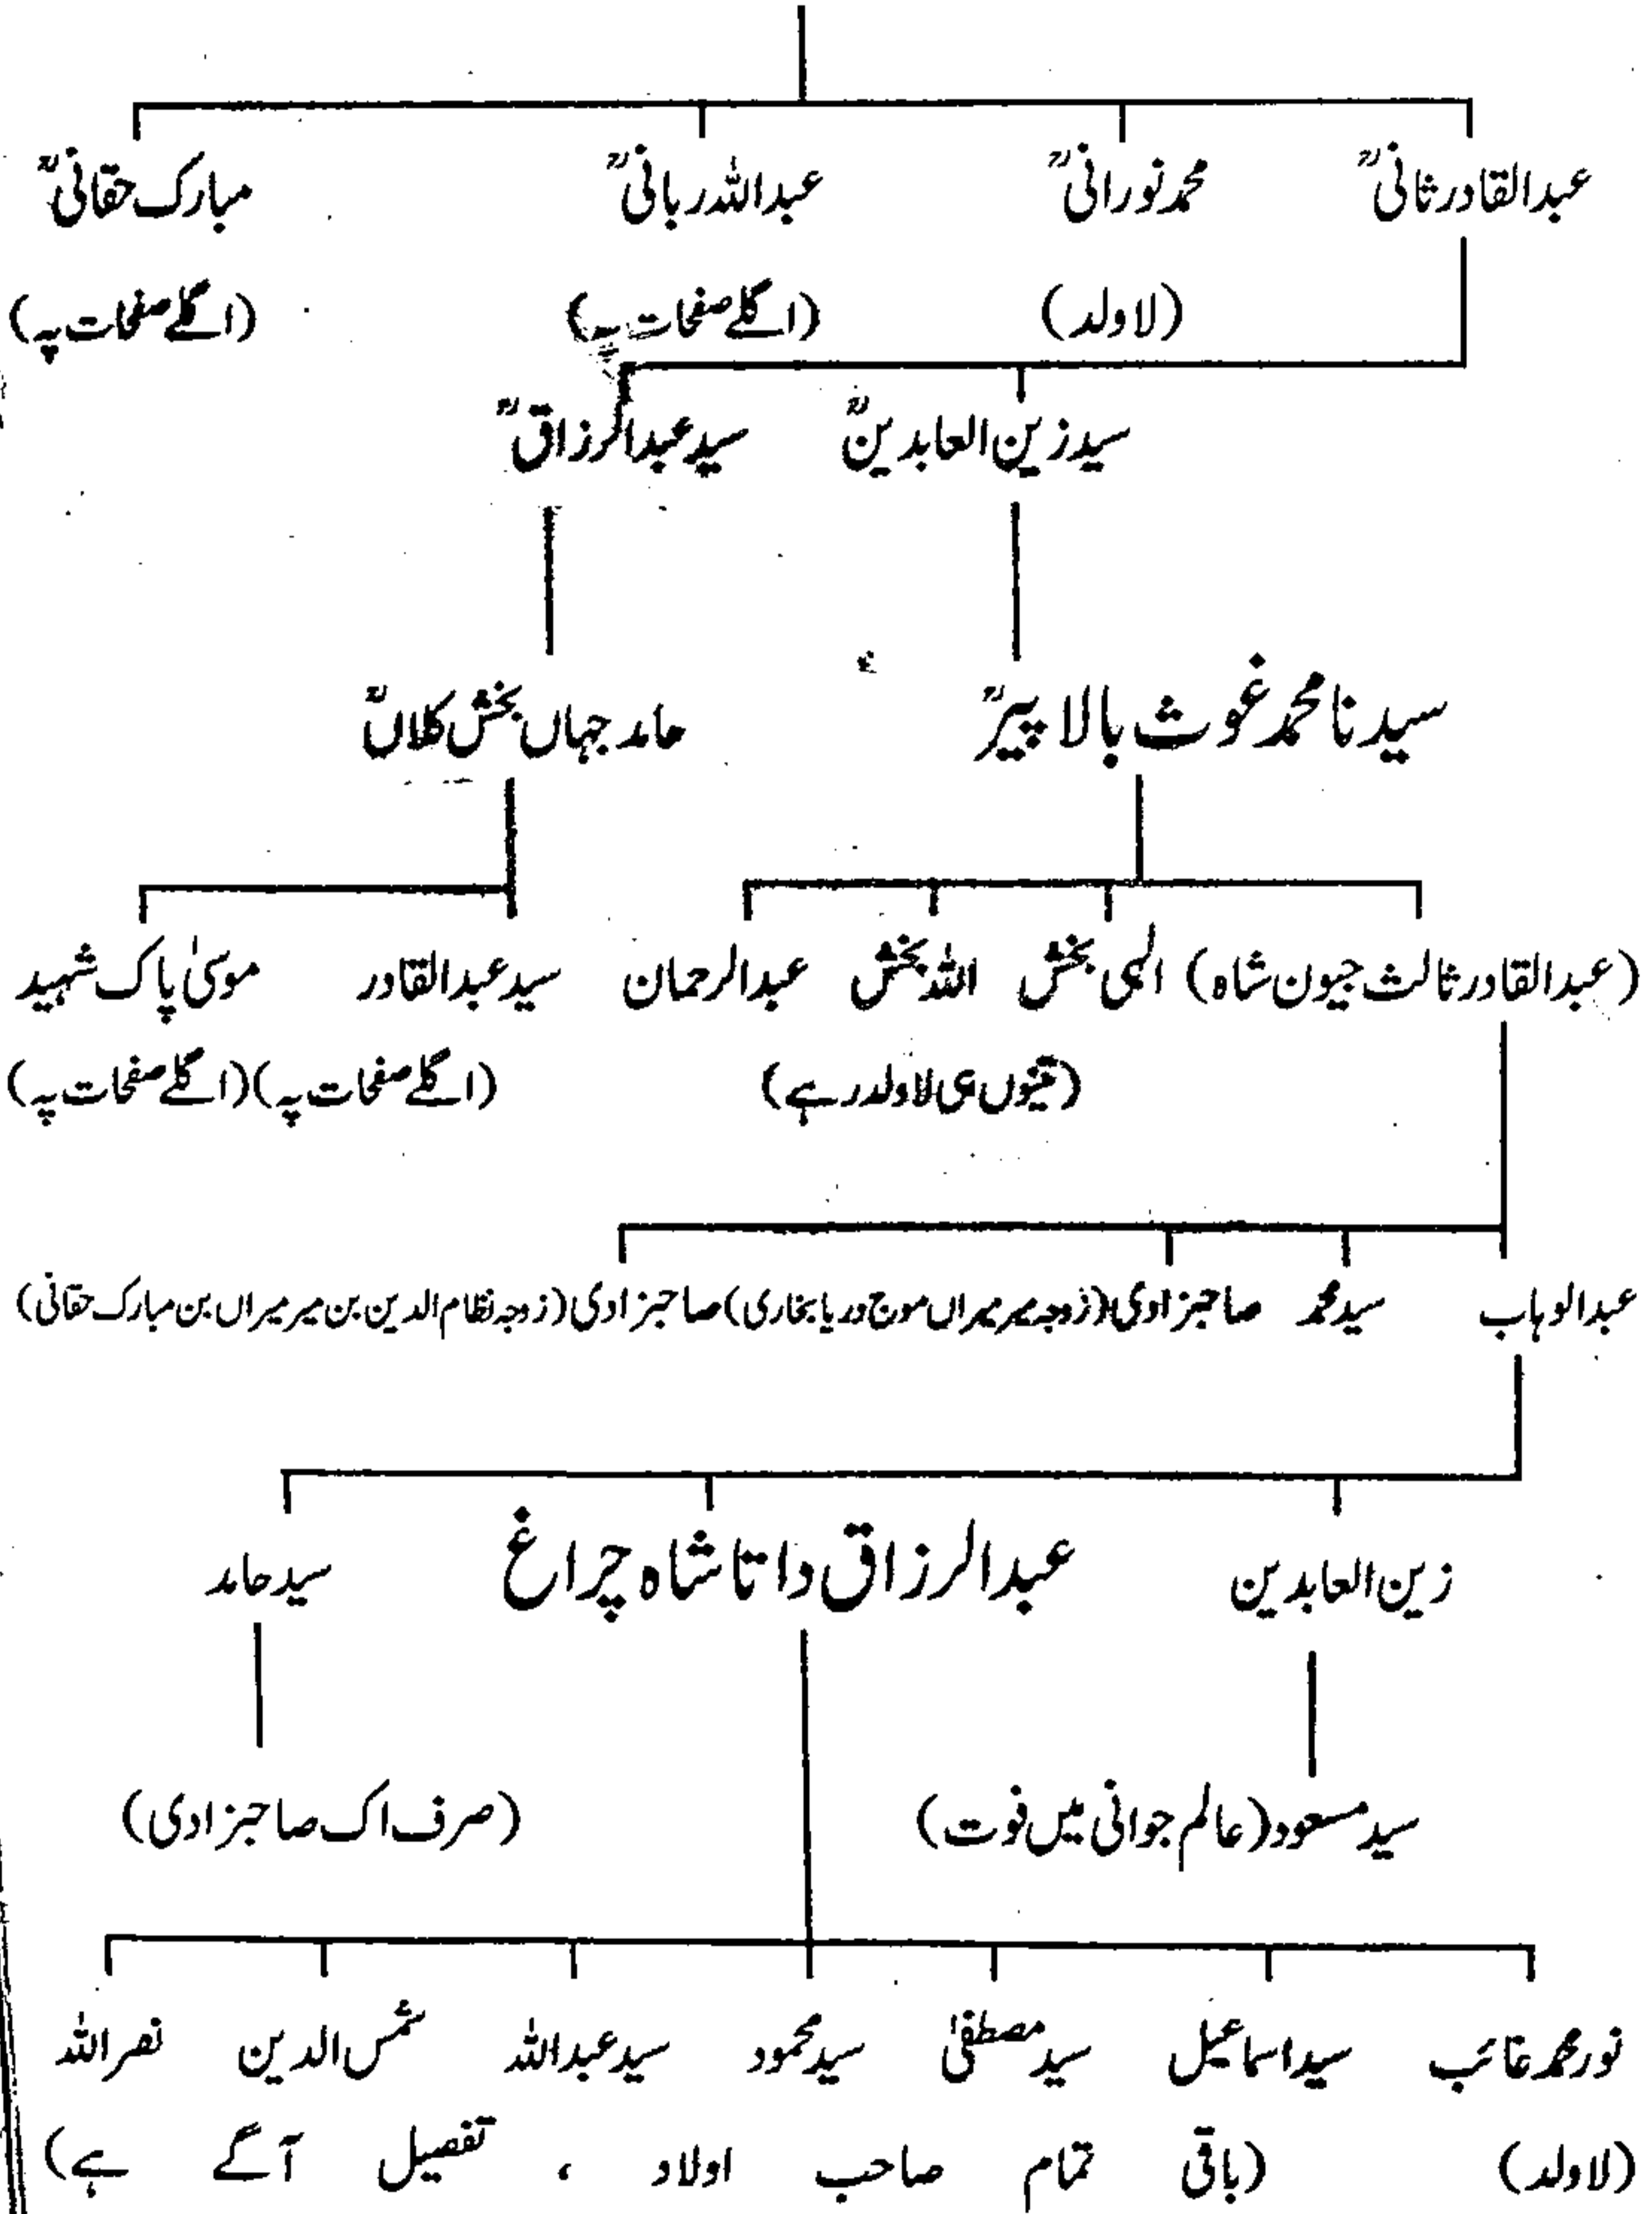 عبدالقادر ثانیؒ محمد نورانیؒ عبداللہ ربانیؒ مبارک حقانیؒ
(لاولد) (اگلے صفحات پہ) (اگلے صفحات پہ)
سید زین العابدینؒ سید عبدالرزاقؒ
سیدنا محمد غوث بالا پیرؒ حامد جہاں بخش کلاںؒ
(عبدالقادر ثالث جیون شاہ) الہی بخش اللہ بخش عبدالرحمان سید عبدالقادر موسیٰ پاک شہید
(تینوں ہی لاولد رہے) (اگلے صفحات پہ) (اگلے صفحات پہ)
عبدالوہاب سید محمد صاحبزادی (زوجہ میر میراں موج دریا بخاری) صاحبزادی (زوجہ نظام الدین بن میر میراں بن مبارک حقانی)
زین العابدین عبدالرزاق داتا شاہ چراغ سید حامد
سید مسعود (عالم جوانی میں فوت) (صرف اک صاحبزادی)
نور محمد غائب سید اسماعیل سید مصطفیٰ سید محمود سید عبداللہ شمس الدین نصر اللہ
(لاولد) (باقی تمام صاحب اولاد ، تفصیل آگے ہے)